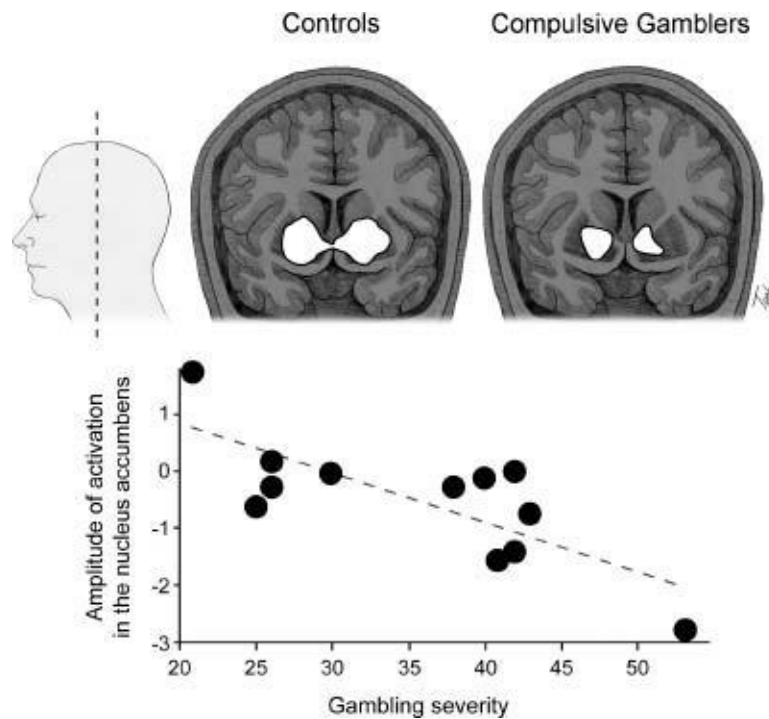 Controls
Compulsive Gamblers
Amplitude of activation
in the nucleus accumbens
1
0
-1
-2
-3
20
25
30
35
40
45
50
Gambling severity